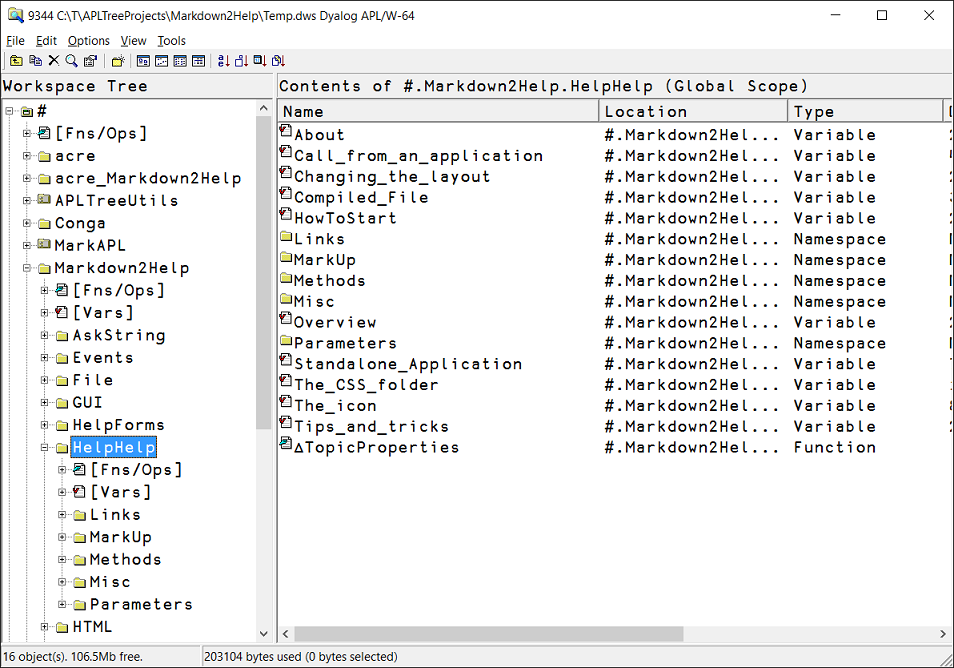 9344 C:\T\APLTreeProjects\Markdown2Help\Temp.dws Dyalog APL/W-64
File Edit Options View Tools
Workspace Tree
#
[Fns/Ops]
acre
acre_Markdown2Help
APLTreeUtils
Conga
MarkAPL
Markdown2Help
[Fns/Ops]
[Vars]
AskString
Events
File
GUI
HelpForms
HelpHelp
[Fns/Ops]
[Vars]
Links
MarkUp
Methods
Misc
Parameters
HTML
Contents of #.Markdown2Help.HelpHelp (Global Scope)
Name Location Type
About #.Markdown2Hel... Variable
Call_from_an_application #.Markdown2Hel... Variable
Changing_the_layout #.Markdown2Hel... Variable
Compiled_File #.Markdown2Hel... Variable
HowToStart #.Markdown2Hel... Variable
Links #.Markdown2Hel... Namespace
MarkUp #.Markdown2Hel... Namespace
Methods #.Markdown2Hel... Namespace
Misc #.Markdown2Hel... Namespace
Overview #.Markdown2Hel... Variable
Parameters #.Markdown2Hel... Namespace
Standalone_Application #.Markdown2Hel... Variable
The_CSS_folder #.Markdown2Hel... Variable
The_icon #.Markdown2Hel... Variable
Tips_and_tricks #.Markdown2Hel... Variable
∆TopicProperties #.Markdown2Hel... Function
16 object(s). 106.5Mb free. 203104 bytes used (0 bytes selected)